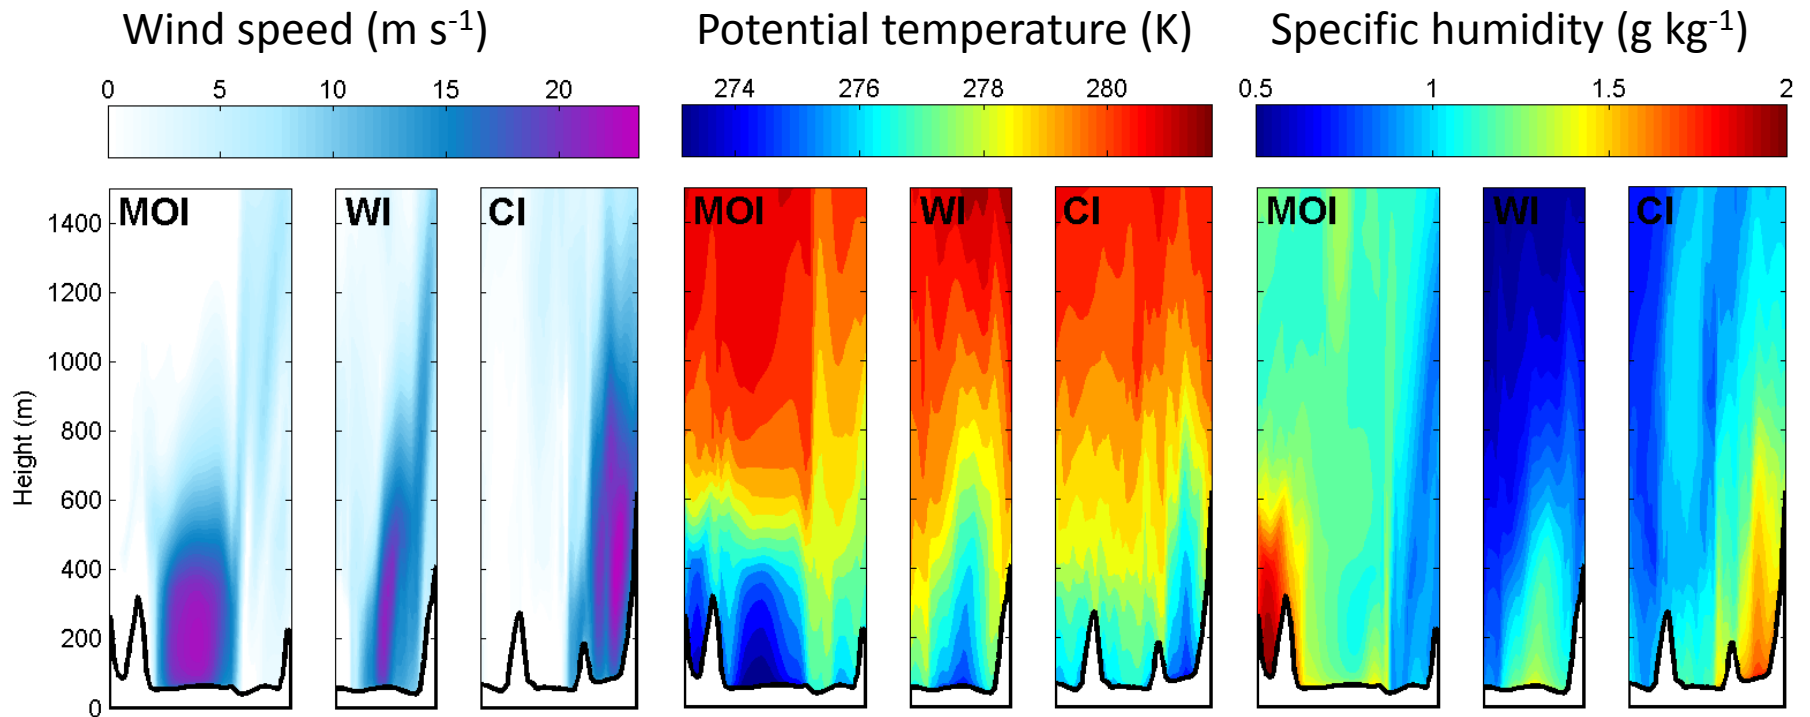 Wind speed (m s-1) Potential temperature (K) Specific humidity (g kg-1)
0 5 10 15 20 274 276 278 280 0.5 1 1.5 2
MOI WI CI MOI WI CI MOI WI CI
1400
1200
1000
800
600
400
200
0
Height (m)